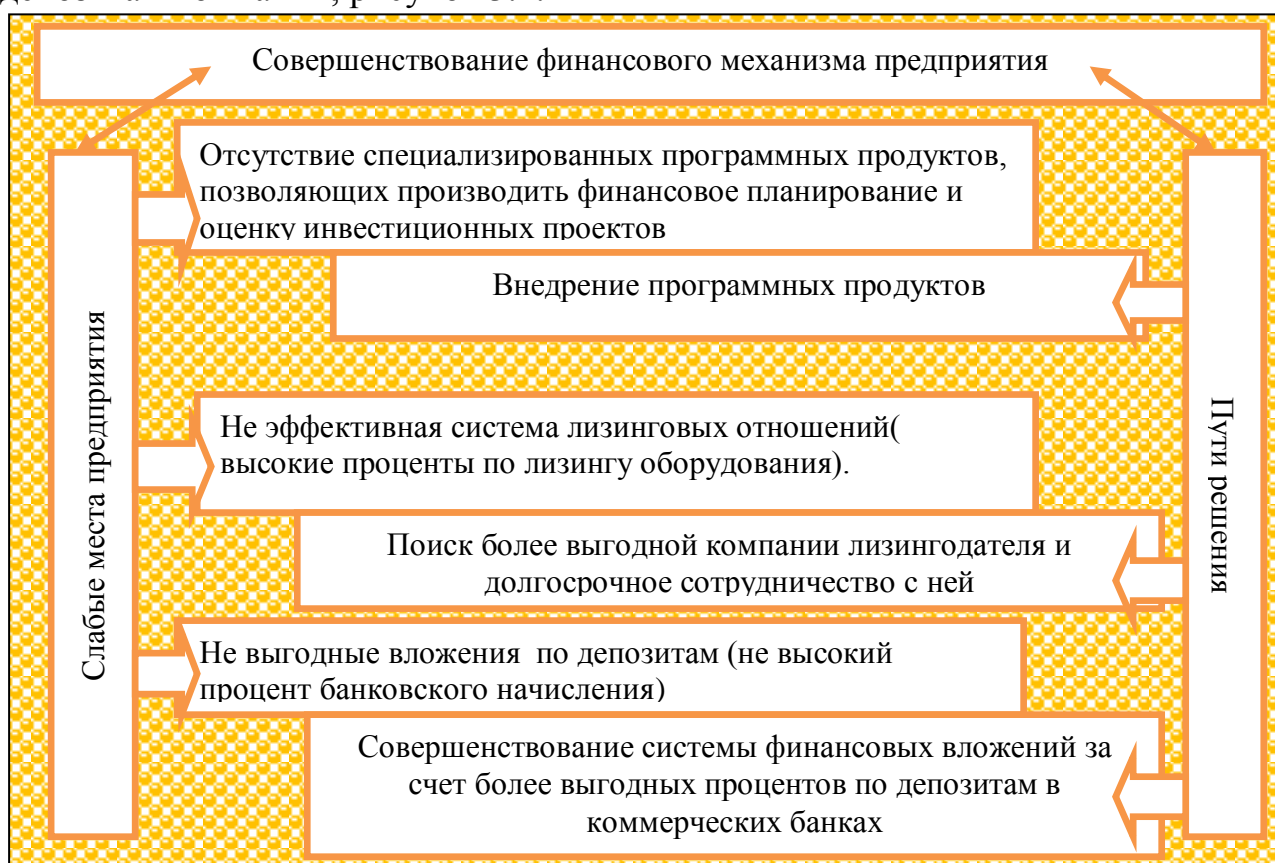 Совершенствование финансового механизма предприятия
Слабые места предприятия
Отсутствие специализированных программных продуктов,
позволяющих производить финансовое планирование и
оценку инвестиционных проектов
Внедрение программных продуктов
Не эффективная система лизинговых отношений(
высокие проценты по лизингу оборудования).
Поиск более выгодной компании лизингодателя и
долгосрочное сотрудничество с ней
Не выгодные вложения по депозитам (не высокий
процент банковского начисления)
Совершенствование системы финансовых вложений за
счет более выгодных процентов по депозитам в
коммерческих банках
Пути решения